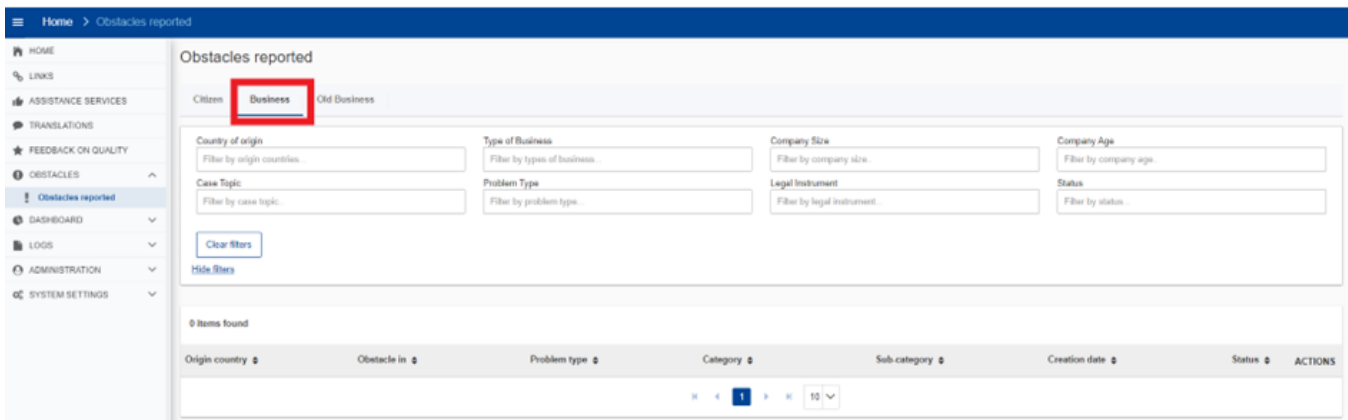 Home > Obstacles reported
HOME
LINKS
ASSISTANCE SERVICES
TRANSLATIONS
FEEDBACK ON QUALITY
OBSTACLES
Obstacles reported
DASHBOARD
LOGS
ADMINISTRATION
SYSTEM SETTINGS
Obstacles reported
Citizen Business Old Business
Country of origin Type of Business Company Size Company Age
Filter by origin countries... Filter by types of business... Filter by company size.. Filter by company age..
Case Topic Problem Type Legal Instrument Status
Filter by case topic.. Filter by problem type... Filter by legal instrument... Filter by status...
Clear filters
Hide filters
0 items found
Origin country Obstacle in Problem type Category Sub-category Creation date Status ACTIONS
1 10